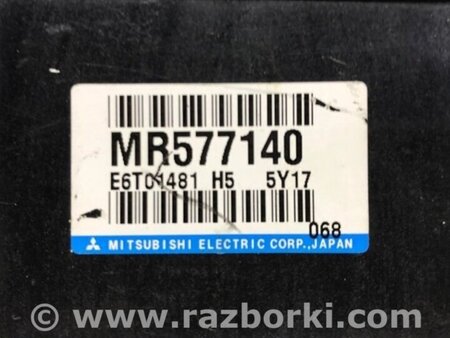 MR577140
E6T01481 H5 5Y17
068
MITSUBISHI ELECTRIC CORP.,JAPAN
© www.razborki.com